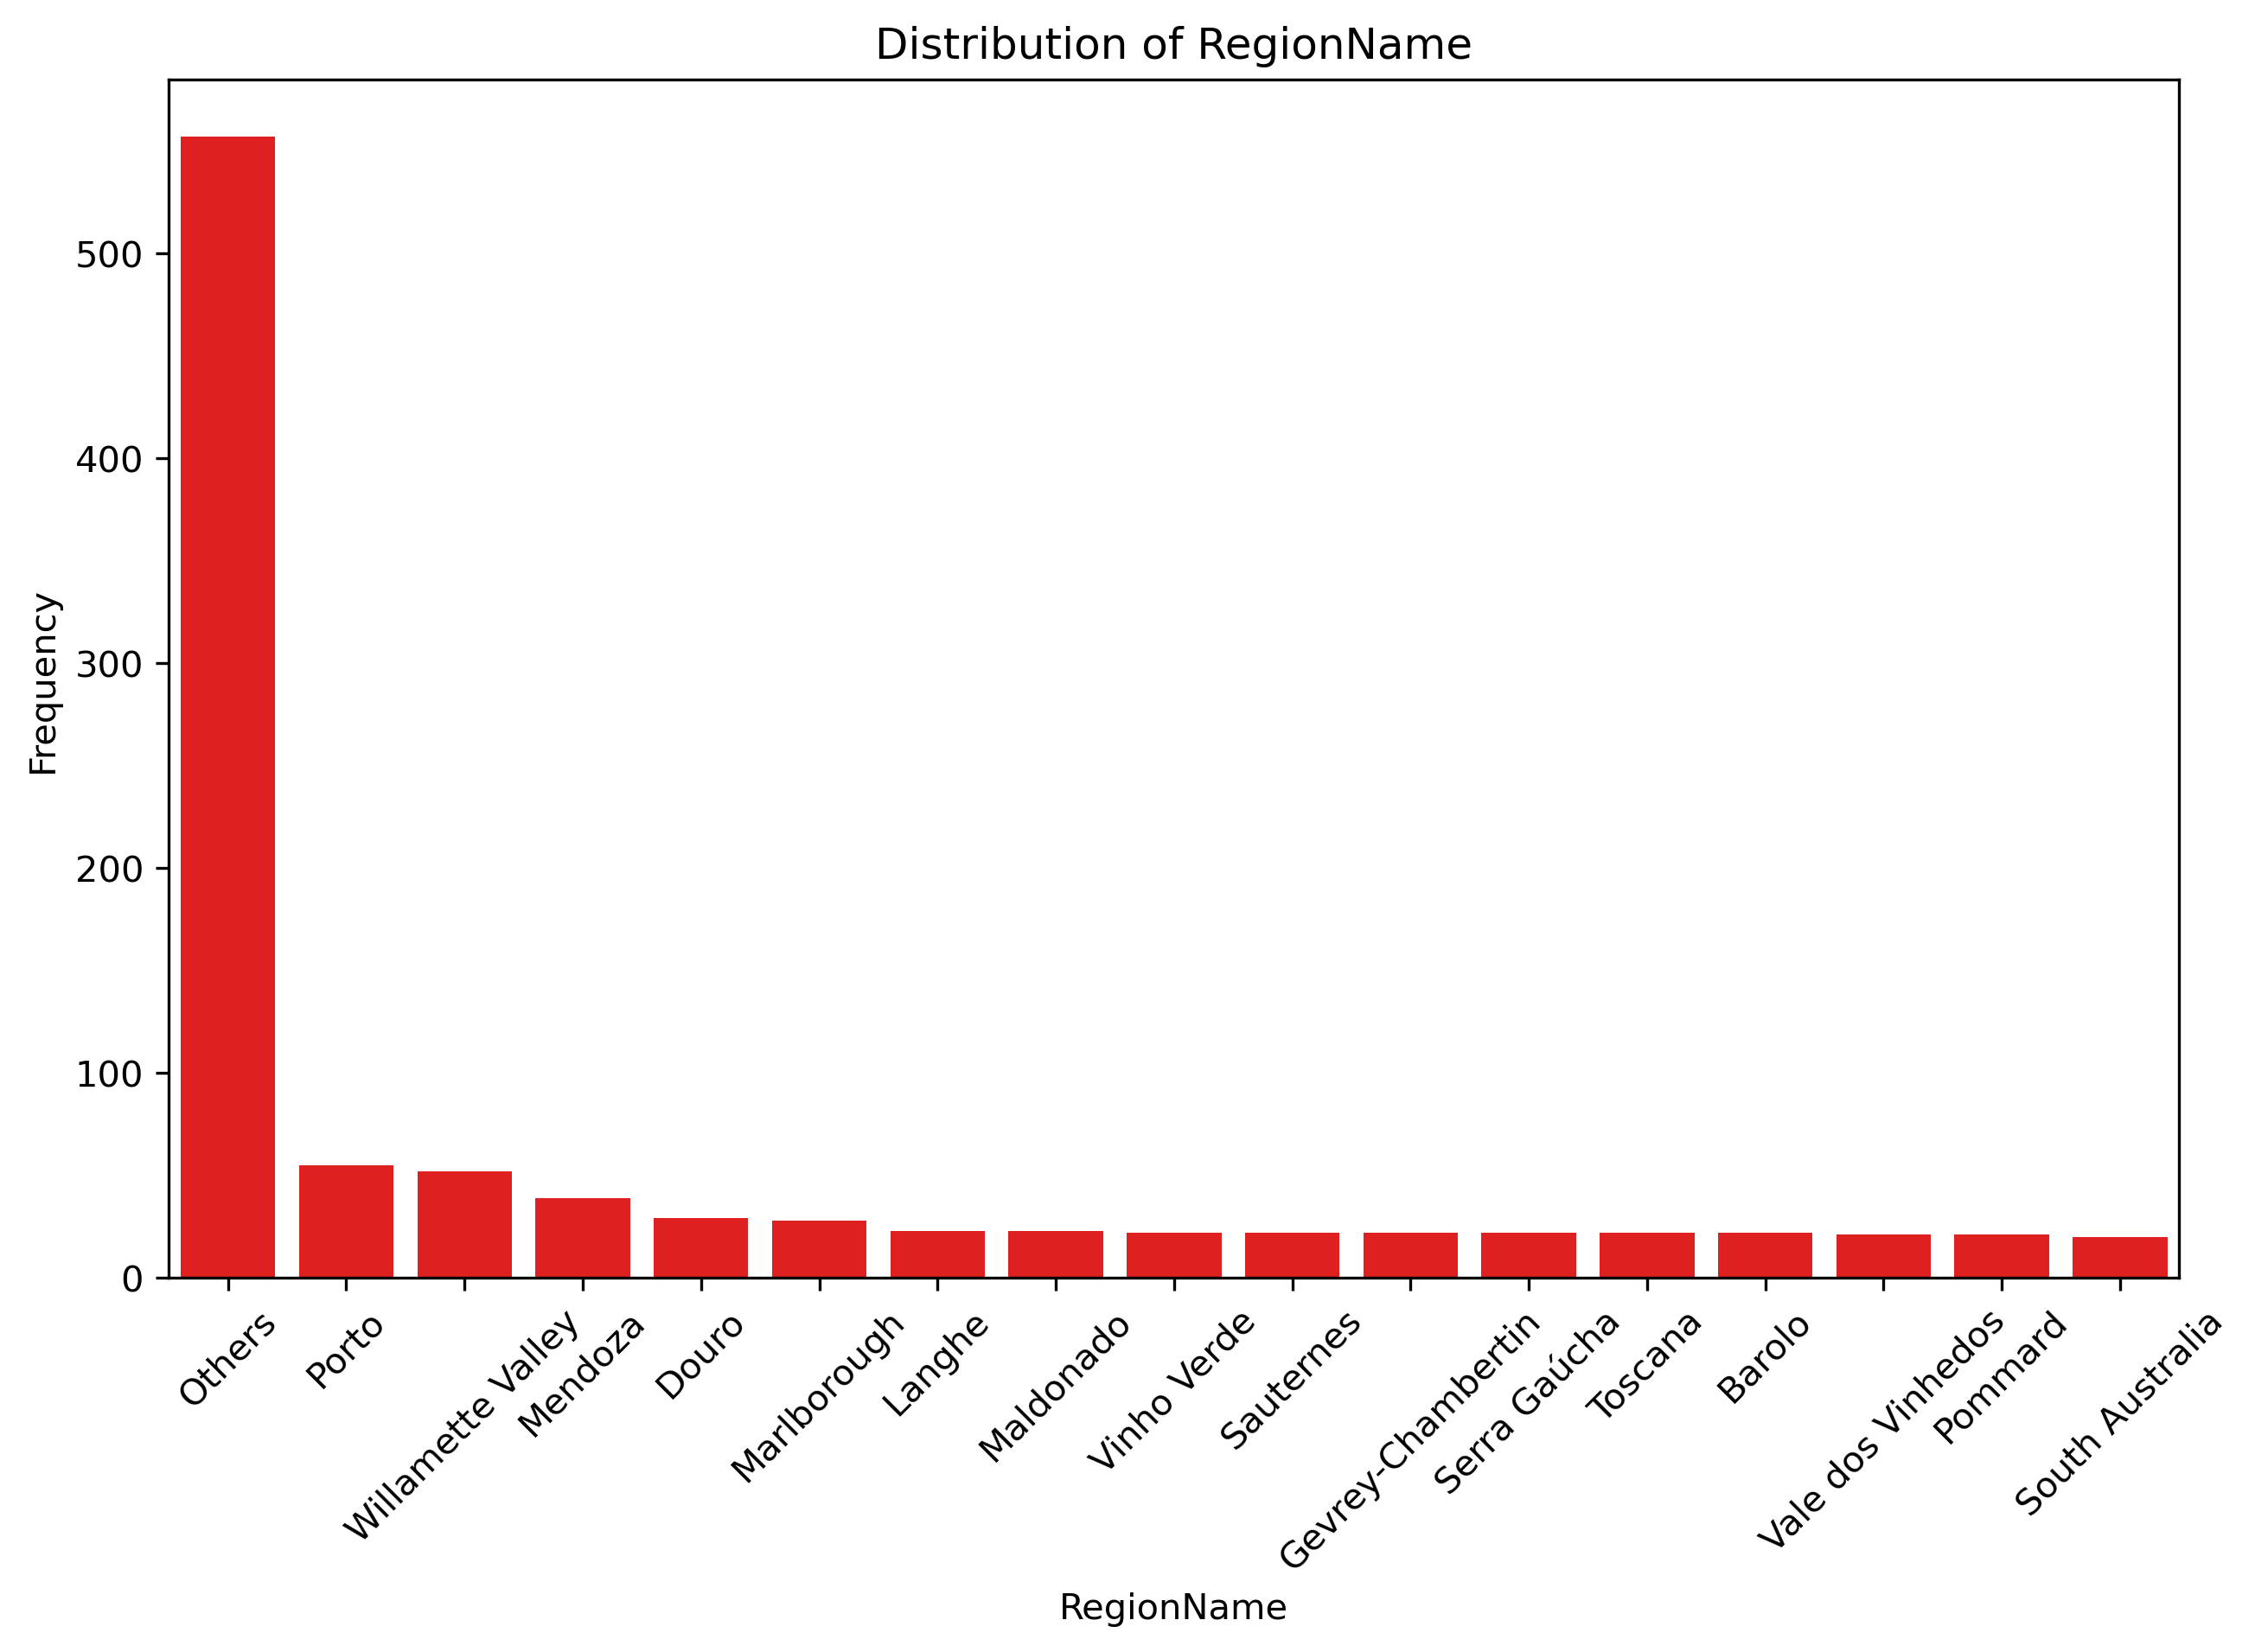 Distribution of RegionName
Frequency
500
400
300
200
100
0
Others
Porto
Willamette Valley
Mendoza
Douro
Marlborough
Langhe
Maldonado
Vinho Verde
Sauternes
Gevrey-Chambertin
Serra Gaúcha
Toscana
Barolo
Vale dos Vinhedos
Pommard
South Australia
RegionName